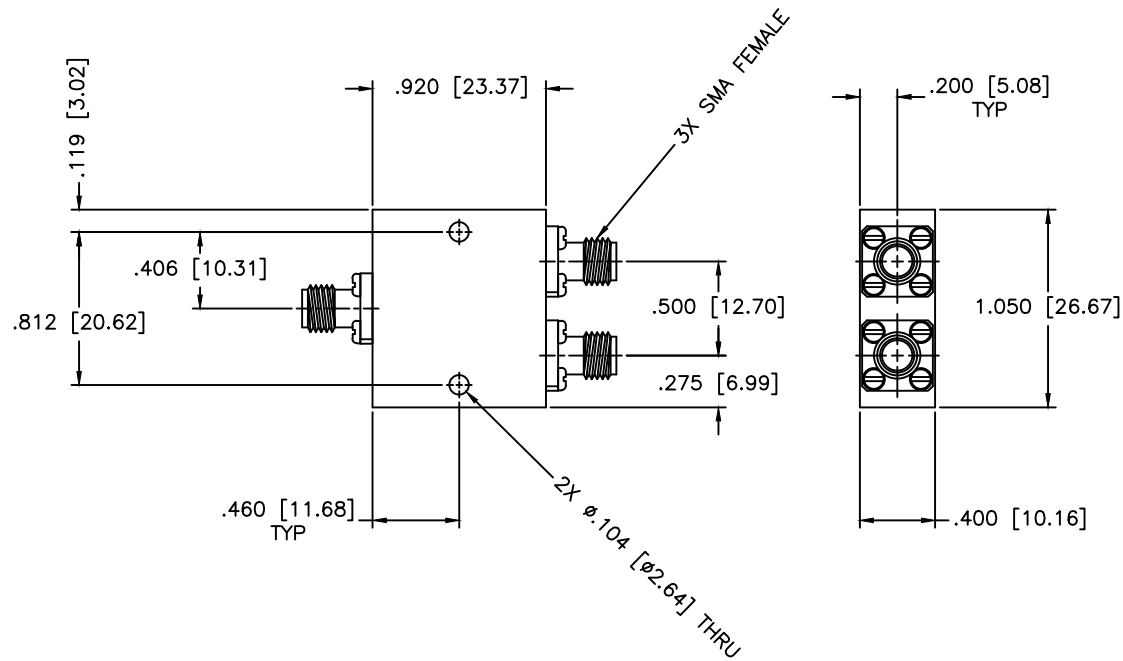 .119 [3.02]
.920 [23.37]
3X SMA FEMALE
.200 [5.08]
TYP
.406 [10.31]
.812 [20.62]
.500 [12.70]
.275 [6.99]
1.050 [26.67]
.460 [11.68]
TYP
2X ø.104 [ø2.64] THRU
.400 [10.16]